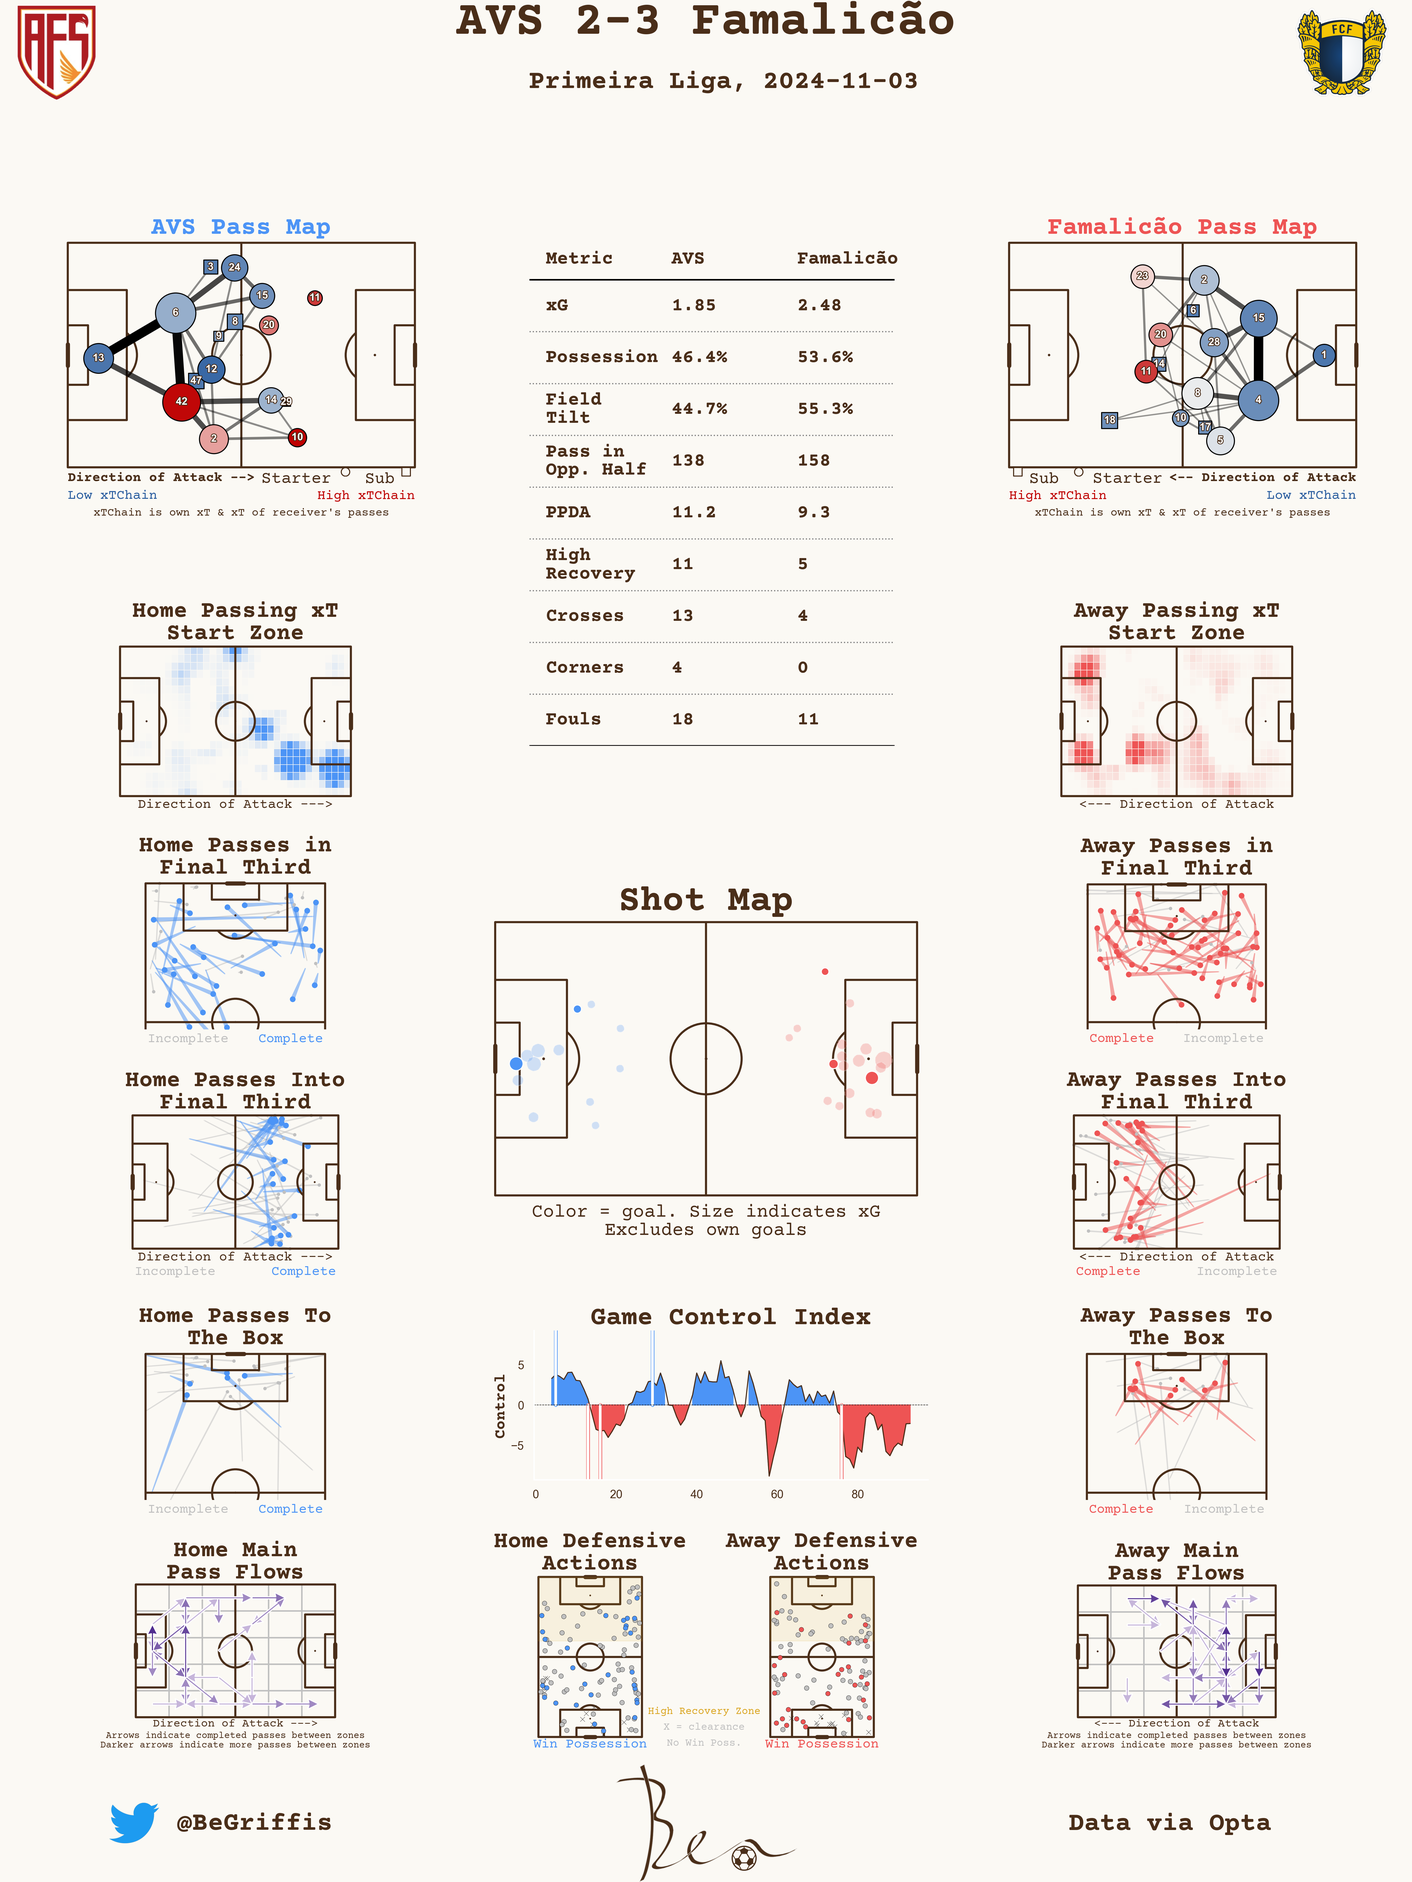 AVS 2-3 Famalicão
Primeira Liga, 2024-11-03
AFS
FCF
AVS Pass Map
3
24
15
11
6
8
20
9
13
12
47
42
14
29
2
10
Direction of Attack --> Starter Sub
Low xTChain High xTChain
xTChain is own xT & xT of receiver's passes
Metric AVS Famalicão
xG 1.85 2.48
Possession 46.4% 53.6%
Field
Tilt 44.7% 55.3%
Pass in
Opp. Half 138 158
PPDA 11.2 9.3
High
Recovery 11 5
Crosses 13 4
Corners 4 0
Fouls 18 11
Famalicão Pass Map
23
2
6
15
20
28
14
11
1
8
4
18
10
17
5
Sub Starter <-- Direction of Attack
High xTChain Low xTChain
xTChain is own xT & xT of receiver's passes
Home Passing xT
Start Zone
Direction of Attack --->
Away Passing xT
Start Zone
<--- Direction of Attack
Home Passes in
Final Third
Incomplete Complete
Away Passes in
Final Third
Complete Incomplete
Shot Map
Color = goal. Size indicates xG
Excludes own goals
Home Passes Into
Final Third
Direction of Attack --->
Incomplete Complete
Away Passes Into
Final Third
<--- Direction of Attack
Complete Incomplete
Home Passes To
The Box
Incomplete Complete
Game Control Index
Control
5
0
−5
0 20 40 60 80
Away Passes To
The Box
Complete Incomplete
Home Main
Pass Flows
Direction of Attack --->
Arrows indicate completed passes between zones
Darker arrows indicate more passes between zones
Home Defensive
Actions
Win Possession
Away Defensive
Actions
Win Possession
High Recovery Zone
X = clearance
No Win Poss.
Away Main
Pass Flows
<--- Direction of Attack
Arrows indicate completed passes between zones
Darker arrows indicate more passes between zones
@BeGriffis
Ben
Data via Opta